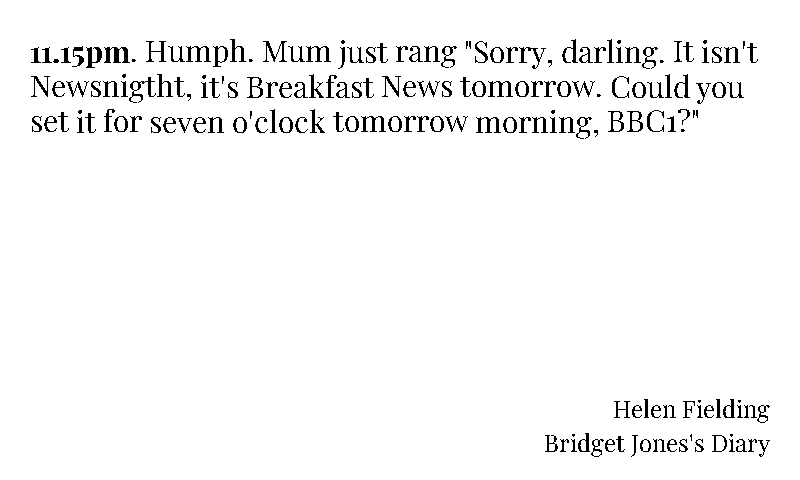 11.15pm. Humph. Mum just rang "Sorry, darling. It isn't
Newsnigtht, it's Breakfast News tomorrow. Could you
set it for seven o'clock tomorrow morning, BBC1?"
Helen Fielding
Bridget Jones's Diary